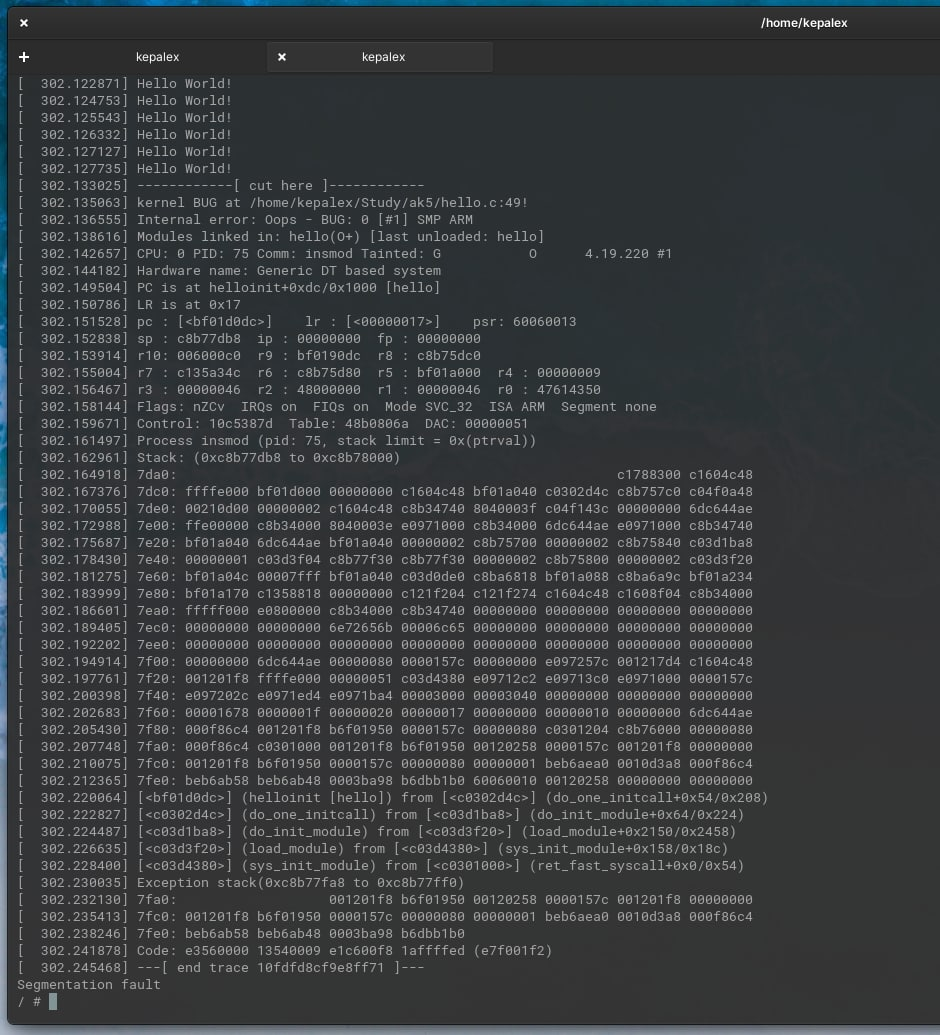 /home/kepalex
kepalex
kepalex
[  302.122871] Hello World!
[  302.124753] Hello World!
[  302.125543] Hello World!
[  302.126332] Hello World!
[  302.127127] Hello World!
[  302.127735] Hello World!
[  302.133025] ------------[ cut here ]------------
[  302.135063] kernel BUG at /home/kepalex/Study/ak5/hello.c:49!
[  302.136555] Internal error: Oops - BUG: 0 [#1] SMP ARM
[  302.138616] Modules linked in: hello(O+) [last unloaded: hello]
[  302.142657] CPU: 0 PID: 75 Comm: insmod Tainted: G           O      4.19.220 #1
[  302.144182] Hardware name: Generic DT based system
[  302.149504] PC is at helloinit+0xdc/0x1000 [hello]
[  302.150786] LR is at 0x17
[  302.151528] pc : [<bf01d0dc>]    lr : [<00000017>]    psr: 60060013
[  302.152838] sp : c8b77db8  ip : 00000000  fp : 00000000
[  302.153914] r10: 006000c0  r9 : bf0190dc  r8 : c8b75dc0
[  302.155004] r7 : c135a34c  r6 : c8b75d80  r5 : bf01a000  r4 : 00000009
[  302.156467] r3 : 00000046  r2 : 48000000  r1 : 00000046  r0 : 47614350
[  302.158144] Flags: nZCv  IRQs on  FIQs on  Mode SVC_32  ISA ARM  Segment none
[  302.159671] Control: 10c5387d  Table: 48b0806a  DAC: 00000051
[  302.161497] Process insmod (pid: 75, stack limit = 0x(ptrval))
[  302.162961] Stack: (0xc8b77db8 to 0xc8b78000)
[  302.164918] 7da0:                                                       c1788300 c1604c48
[  302.167376] 7dc0: ffffe000 bf01d000 00000000 c1604c48 bf01a040 c0302d4c c8b757c0 c04f0a48
[  302.170055] 7de0: 00210d00 00000002 c1604c48 c8b34740 8040003f c04f143c 00000000 6dc644ae
[  302.172988] 7e00: ffe00000 c8b34000 8040003e e0971000 c8b34000 6dc644ae e0971000 c8b34740
[  302.175687] 7e20: bf01a040 6dc644ae bf01a040 00000002 c8b75700 00000002 c8b75840 c03d1ba8
[  302.178430] 7e40: 00000001 c03d3f04 c8b77f30 c8b77f30 00000002 c8b75800 00000002 c03d3f20
[  302.181275] 7e60: bf01a04c 00007fff bf01a040 c03d0de0 c8ba6818 bf01a088 c8ba6a9c bf01a234
[  302.183999] 7e80: bf01a170 c1358818 00000000 c121f204 c121f274 c1604c48 c1608f04 c8b34000
[  302.186601] 7ea0: fffff000 e0800000 c8b34000 c8b34740 00000000 00000000 00000000 00000000
[  302.189405] 7ec0: 00000000 00000000 6e72656b 00006c65 00000000 00000000 00000000 00000000
[  302.192202] 7ee0: 00000000 00000000 00000000 00000000 00000000 00000000 00000000 00000000
[  302.194914] 7f00: 00000000 6dc644ae 00000080 0000157c 00000000 e097257c 001217d4 c1604c48
[  302.197761] 7f20: 001201f8 ffffe000 00000051 c03d4380 e09712c2 e09713c0 e0971000 0000157c
[  302.200398] 7f40: e097202c e0971ed4 e0971ba4 00003000 00003040 00000000 00000000 00000000
[  302.202683] 7f60: 00001678 0000001f 00000020 00000017 00000000 00000010 00000000 6dc644ae
[  302.205430] 7f80: 000f86c4 001201f8 b6f01950 0000157c 00000080 c0301204 c8b76000 00000080
[  302.207748] 7fa0: 000f86c4 c0301000 001201f8 b6f01950 00120258 0000157c 001201f8 00000000
[  302.210075] 7fc0: 001201f8 b6f01950 0000157c 00000080 00000001 beb6aea0 0010d3a8 000f86c4
[  302.212365] 7fe0: beb6ab58 beb6ab48 0003ba98 b6dbb1b0 60060010 00120258 00000000 00000000
[  302.220064] [<bf01d0dc>] (helloinit [hello]) from [<c0302d4c>] (do_one_initcall+0x54/0x208)
[  302.222827] [<c0302d4c>] (do_one_initcall) from [<c03d1ba8>] (do_init_module+0x64/0x224)
[  302.224487] [<c03d1ba8>] (do_init_module) from [<c03d3f20>] (load_module+0x2150/0x2458)
[  302.226635] [<c03d3f20>] (load_module) from [<c03d4380>] (sys_init_module+0x158/0x18c)
[  302.228400] [<c03d4380>] (sys_init_module) from [<c0301000>] (ret_fast_syscall+0x0/0x54)
[  302.230035] Exception stack(0xc8b77fa8 to 0xc8b77ff0)
[  302.232130] 7fa0:                   001201f8 b6f01950 00120258 0000157c 001201f8 00000000
[  302.235413] 7fc0: 001201f8 b6f01950 0000157c 00000080 00000001 beb6aea0 0010d3a8 000f86c4
[  302.238246] 7fe0: beb6ab58 beb6ab48 0003ba98 b6dbb1b0
[  302.241878] Code: e3560000 13540009 e1c600f8 1affffed (e7f001f2)
[  302.245468] ---[ end trace 10fdfd8cf9e8ff71 ]---
Segmentation fault
/ #